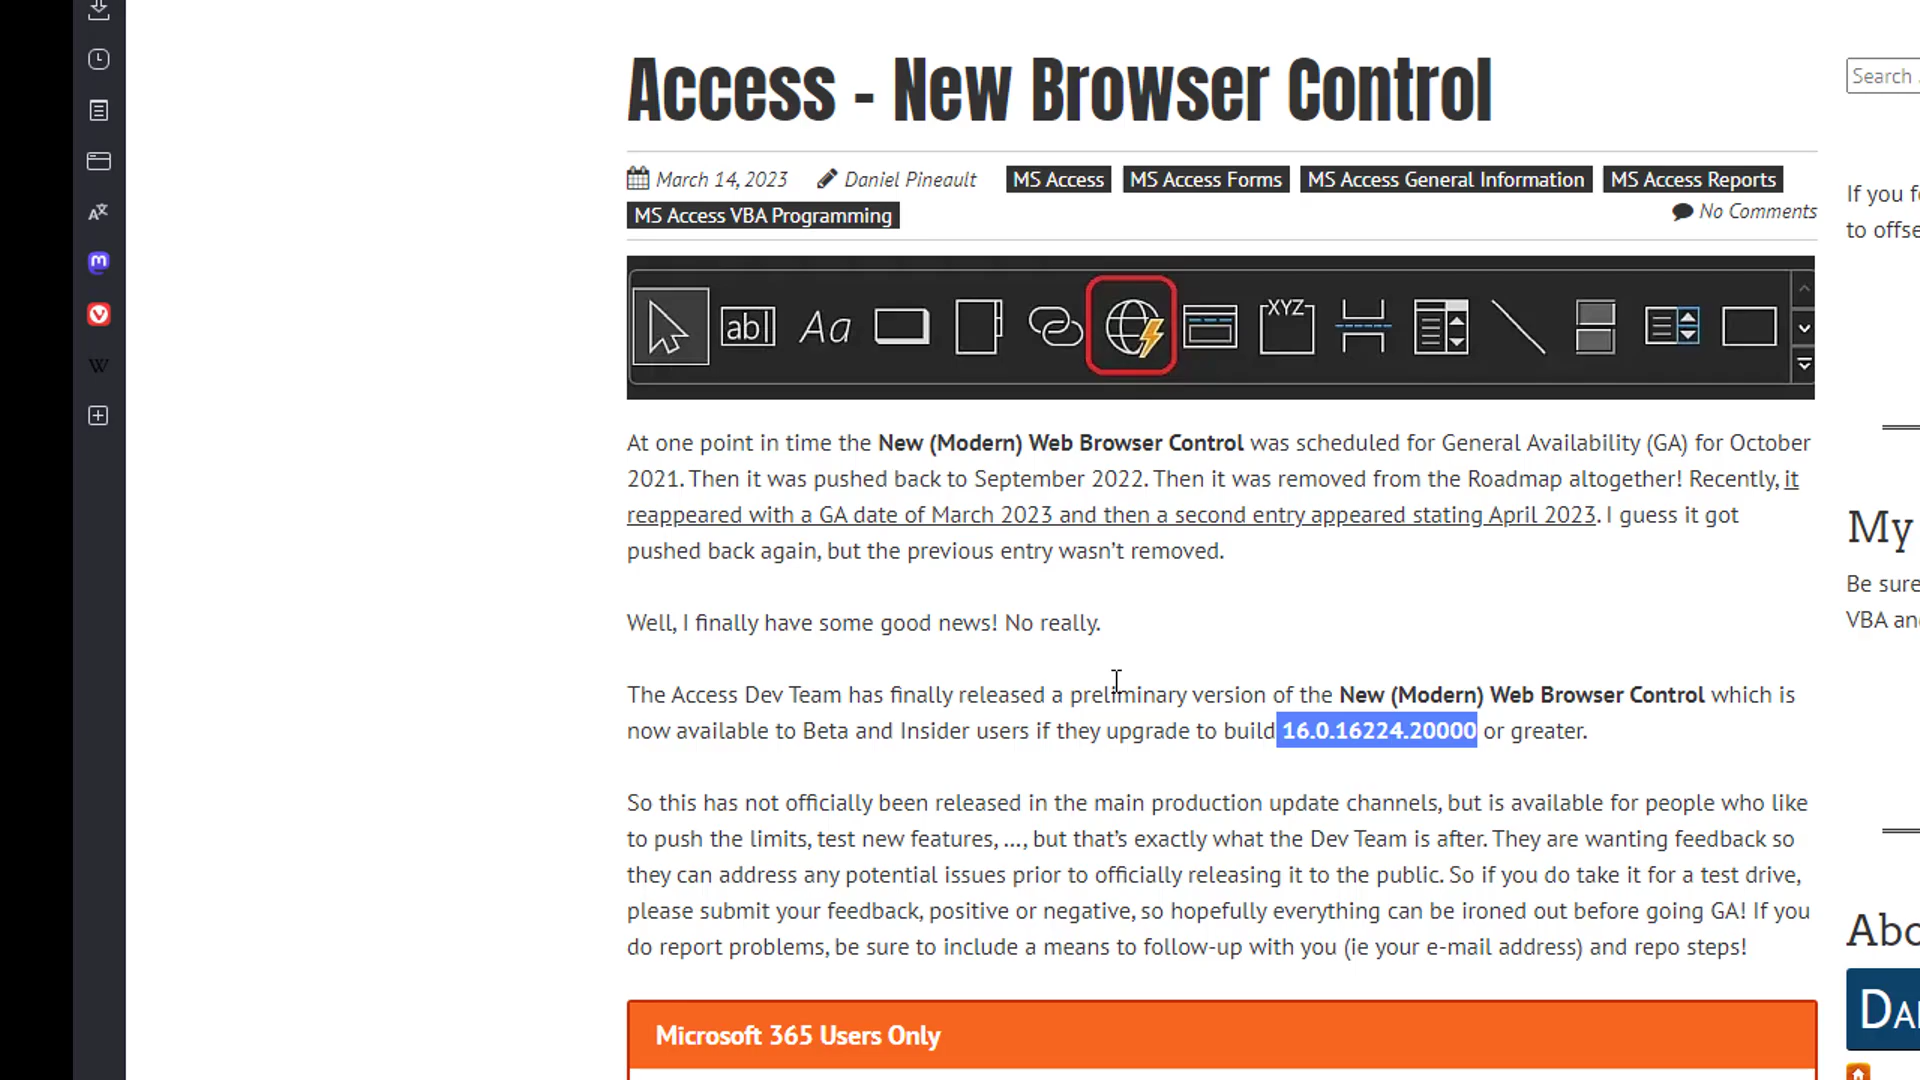 Access - New Browser Control
March 14, 2023 Daniel Pineault MS Access MS Access Forms MS Access General Information MS Access Reports
MS Access VBA Programming No Comments
ab Aa XYZ
At one point in time the New (Modern) Web Browser Control was scheduled for General Availability (GA) for October
2021. Then it was pushed back to September 2022. Then it was removed from the Roadmap altogether! Recently, it
reappeared with a GA date of March 2023 and then a second entry appeared stating April 2023. I guess it got
pushed back again, but the previous entry wasn't removed.
Well, I finally have some good news! No really.
The Access Dev Team has finally released a preliminary version of the New (Modern) Web Browser Control which is
now available to Beta and Insider users if they upgrade to build 16.0.16224.20000 or greater.
So this has not officially been released in the main production update channels, but is available for people who like
to push the limits, test new features, ..., but that's exactly what the Dev Team is after. They are wanting feedback so
they can address any potential issues prior to officially releasing it to the public. So if you do take it for a test drive,
please submit your feedback, positive or negative, so hopefully everything can be ironed out before going GA! If you
do report problems, be sure to include a means to follow-up with you (ie your e-mail address) and repo steps!
Microsoft 365 Users Only
Search
If you f
to offse
My
Be sure
VBA an
Abo
DA